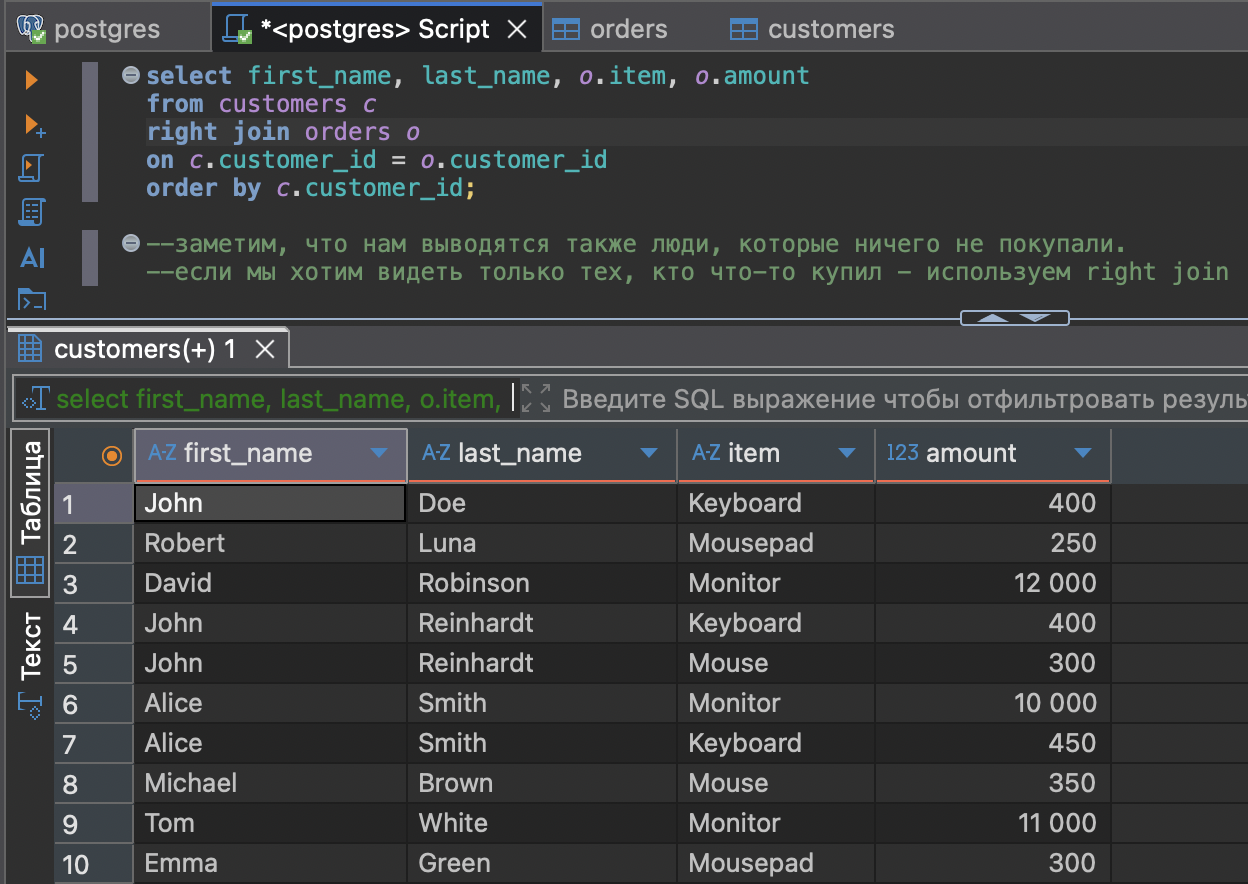 postgres *<postgres> Script orders customers
select first_name, last_name, o.item, o.amount
from customers c
right join orders o
on c.customer_id = o.customer_id
order by c.customer_id;
--заметим, что нам выводятся также люди, которые ничего не покупали.
--если мы хотим видеть только тех, кто что-то купил - используем right join
AI
customers(+) 1
select first_name, last_name, o.item, Введите SQL выражение чтобы отфильтровать резуль
Таблица
Текст
A-Z first_name A-Z last_name A-Z item 123 amount
1 John Doe Keyboard 400
2 Robert Luna Mousepad 250
3 David Robinson Monitor 12 000
4 John Reinhardt Keyboard 400
5 John Reinhardt Mouse 300
6 Alice Smith Monitor 10 000
7 Alice Smith Keyboard 450
8 Michael Brown Mouse 350
9 Tom White Monitor 11 000
10 Emma Green Mousepad 300